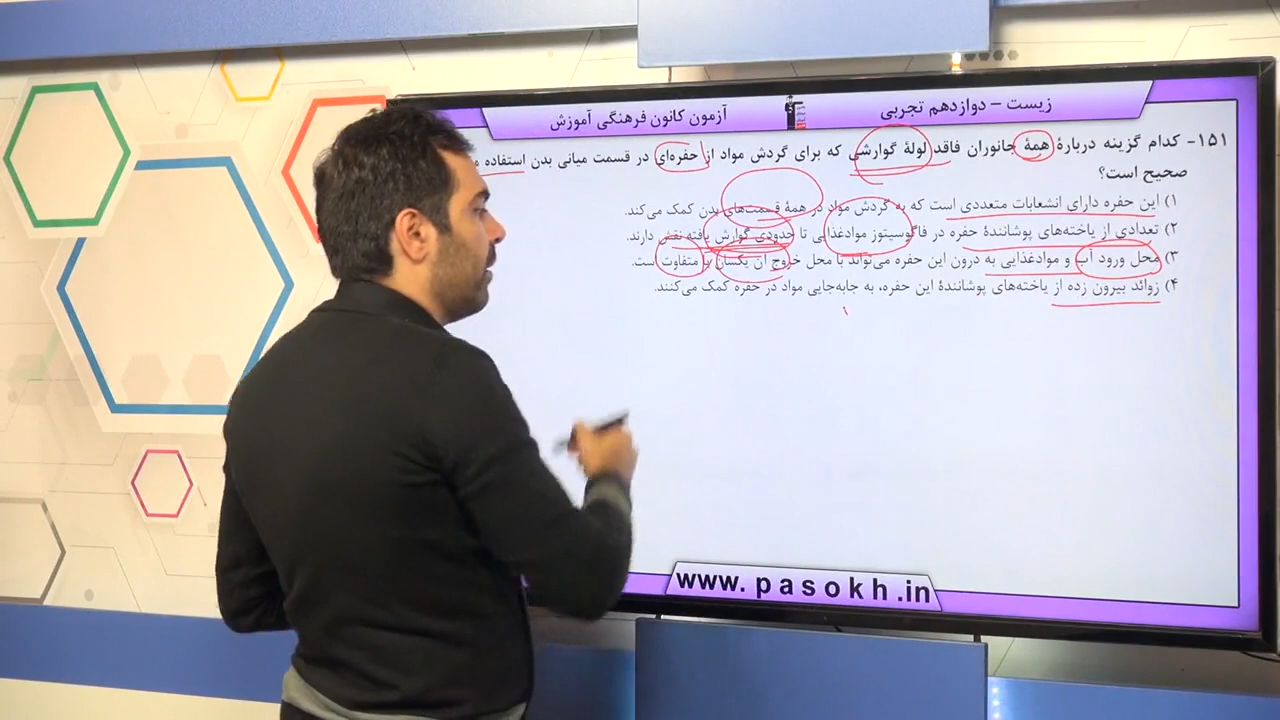 زیست - دوازدهم تجربی
آزمون کانون فرهنگی آموزش
۱۵۱- کدام گزینه دربارهٔ همهٔ جانوران فاقد لولهٔ گوارشی که برای گردش مواد از حفره‌ای در قسمت میانی بدن استفاده
صحیح است؟
۱) این حفره دارای انشعابات متعددی است که به گردش مواد در همهٔ قسمت‌های بدن کمک می‌کند.
۲) تعدادی از یاخته‌های پوشانندهٔ حفره در فاگوسیتوز موادغذایی تا حدودی گوارش یافته نقش دارند.
۳) محل ورود آب و موادغذایی به درون این حفره می‌تواند با محل خروج آن یکسان یا متفاوت است.
۴) زوائد بیرون زده از یاخته‌های پوشانندهٔ این حفره، به جابه‌جایی مواد در حفره کمک می‌کنند.
www.pasokh.in